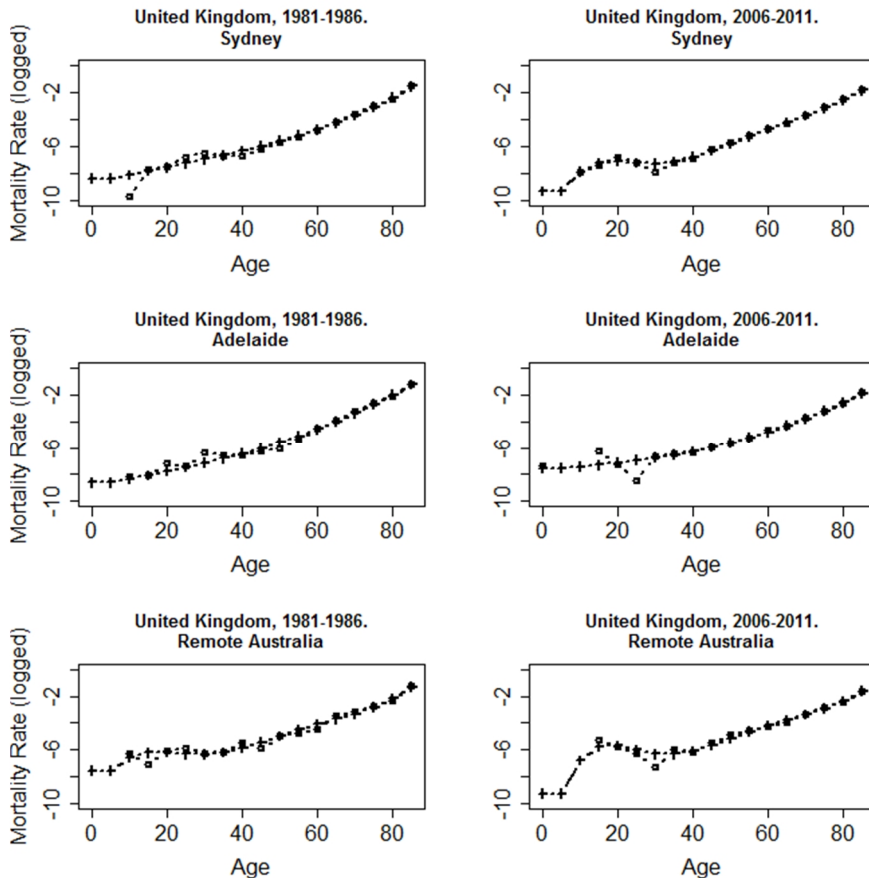 United Kingdom, 1981-1986.
Sydney
Mortality Rate (logged)
-2
-6
-10
0 20 40 60 80
Age
United Kingdom, 2006-2011.
Sydney
-2
-6
-10
0 20 40 60 80
Age
United Kingdom, 1981-1986.
Adelaide
Mortality Rate (logged)
-2
-6
-10
0 20 40 60 80
Age
United Kingdom, 2006-2011.
Adelaide
-2
-6
-10
0 20 40 60 80
Age
United Kingdom, 1981-1986.
Remote Australia
Mortality Rate (logged)
-2
-6
-10
0 20 40 60 80
Age
United Kingdom, 2006-2011.
Remote Australia
-2
-6
-10
0 20 40 60 80
Age